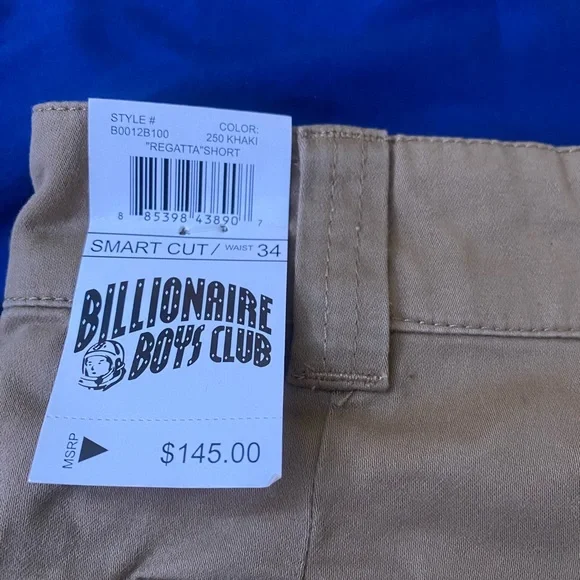 STYLE #
B0012B100
COLOR:
250 KHAKI
"REGATTA"SHORT
8 85398 43890 7
SMART CUT / WAIST 34
BILLIONAIRE
BOYS CLUB
MSRP
$145.00